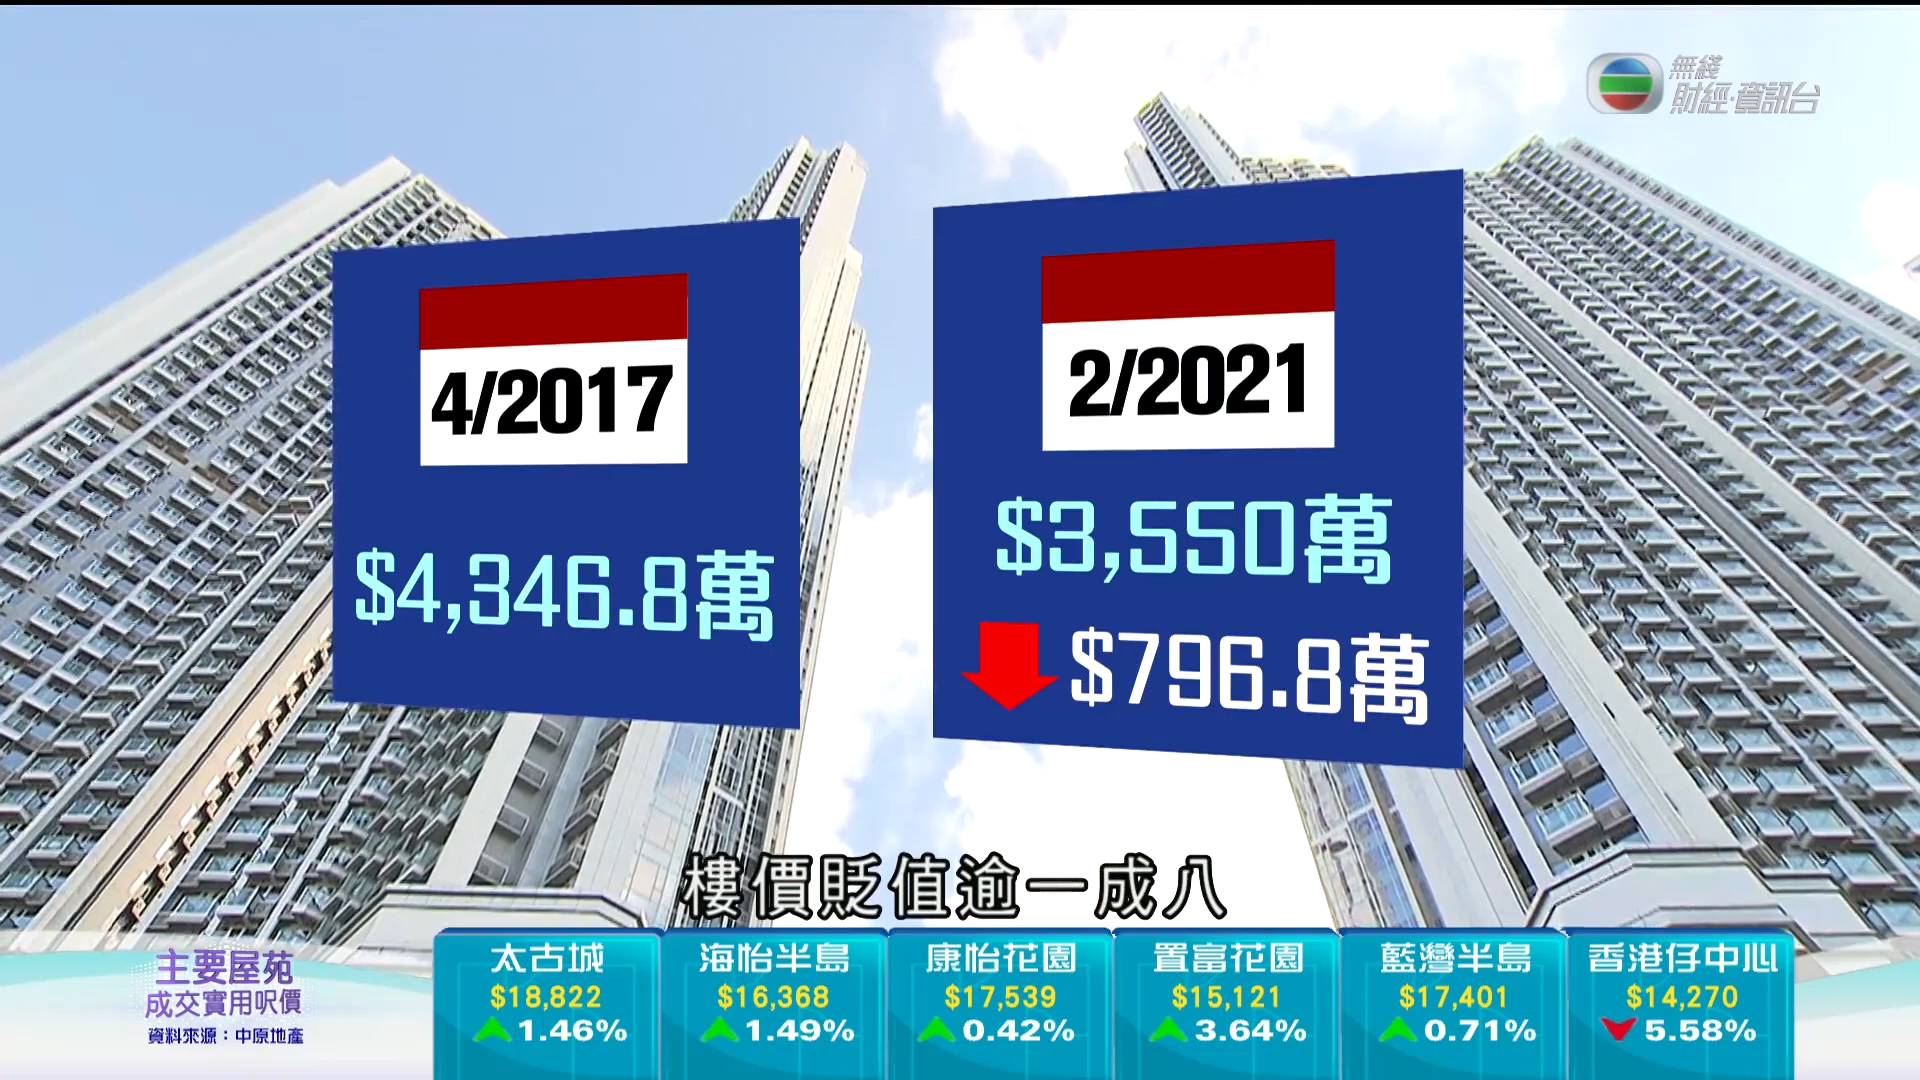 無綫
財經·資訊台
4/2017
$4,346.8萬
2/2021
$3,550萬
$796.8萬
樓價貶值逾一成八
主要屋苑
成交實用呎價
資料來源：中原地產
太古城
$18,822
1.46%
海怡半島
$16,368
1.49%
康怡花園
$17,539
0.42%
置富花園
$15,121
3.64%
藍灣半島
$17,401
0.71%
香港仔中心
$14,270
5.58%